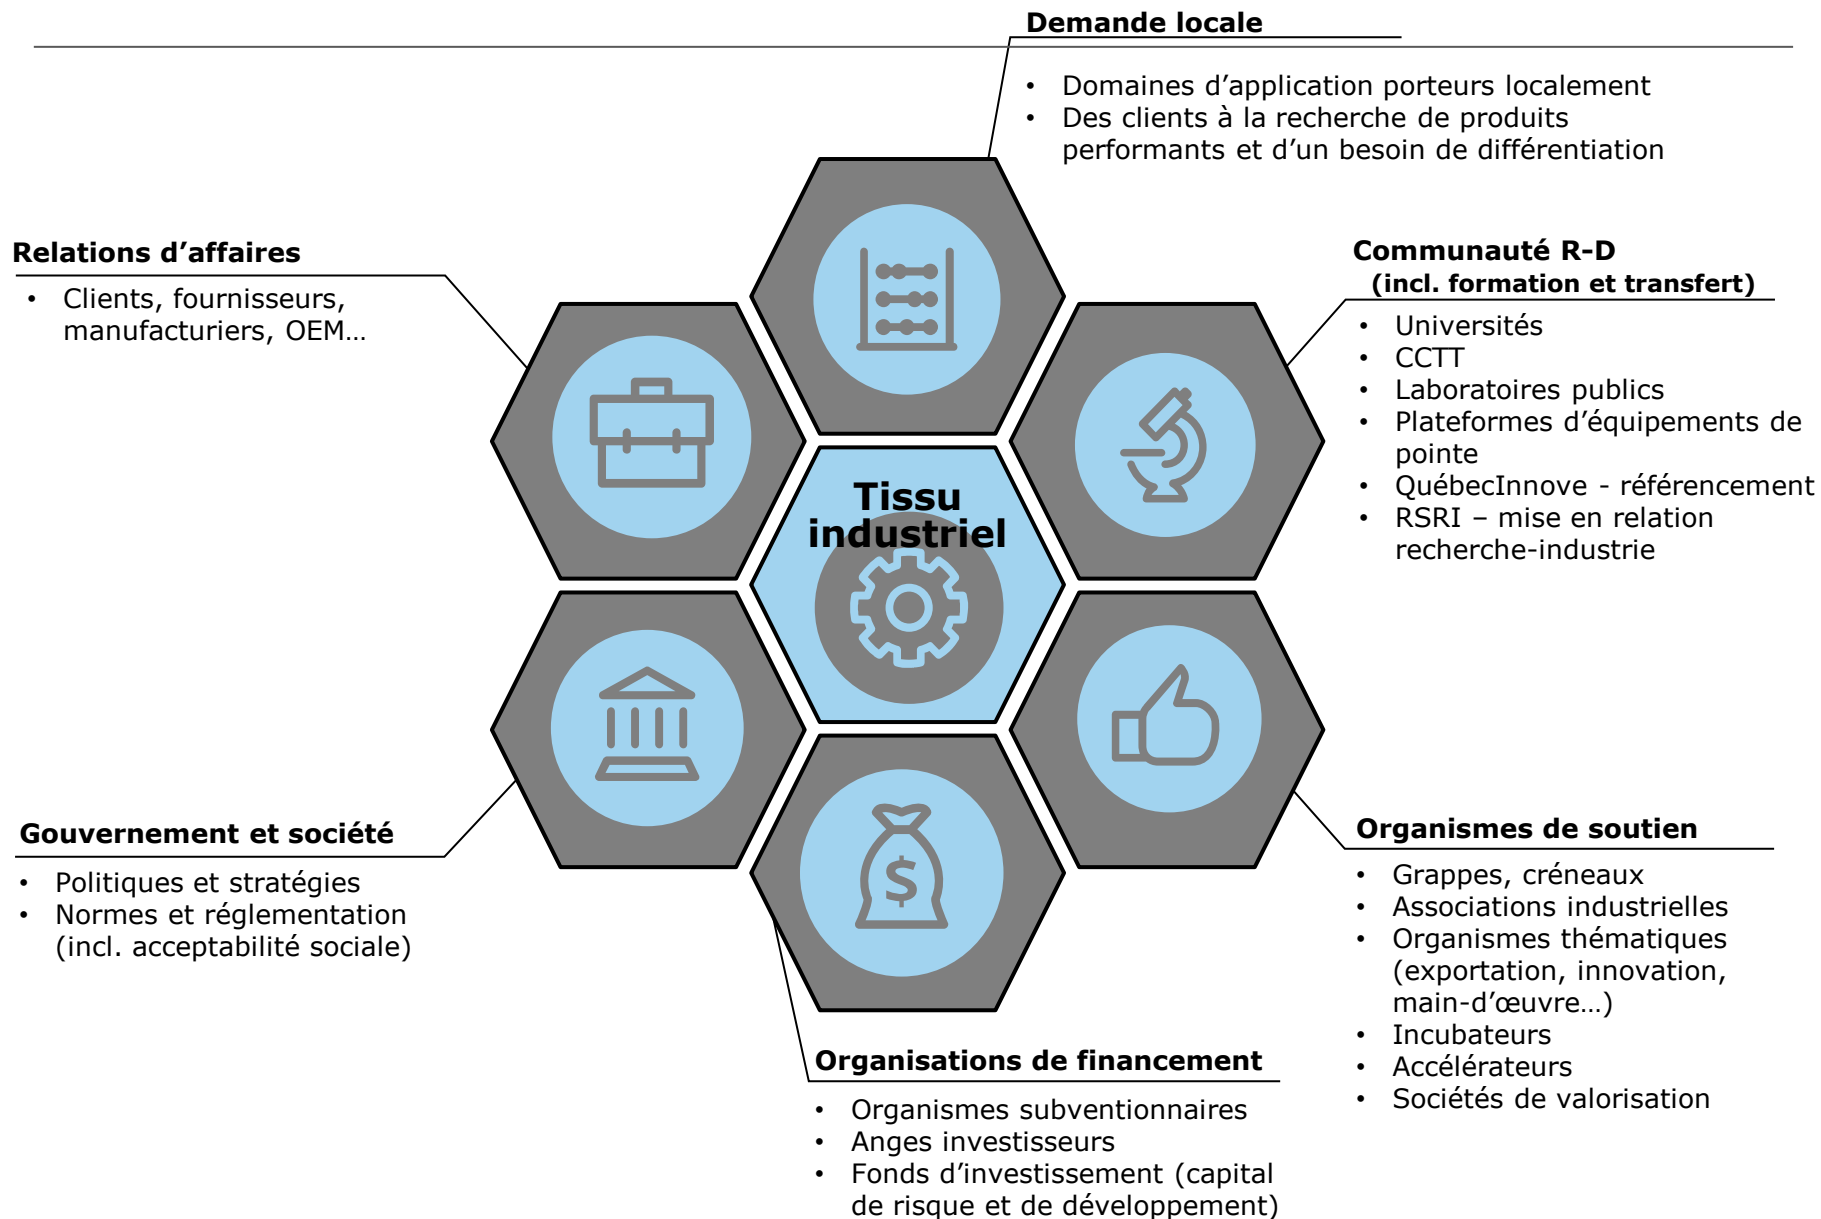 Demande locale
• Domaines d’application porteurs localement
• Des clients à la recherche de produits
performants et d’un besoin de différentiation
Relations d’affaires
• Clients, fournisseurs,
manufacturiers, OEM…
Communauté R-D
(incl. formation et transfert)
• Universités
• CCTT
• Laboratoires publics
• Plateformes d’équipements de
pointe
• QuébecInnove - référencement
• RSRI – mise en relation
recherche-industrie
Tissu
industriel
$
Gouvernement et société
• Politiques et stratégies
• Normes et réglementation
(incl. acceptabilité sociale)
Organismes de soutien
• Grappes, créneaux
• Associations industrielles
• Organismes thématiques
(exportation, innovation,
main-d’œuvre…)
• Incubateurs
• Accélérateurs
• Sociétés de valorisation
Organisations de financement
• Organismes subventionnaires
• Anges investisseurs
• Fonds d’investissement (capital
de risque et de développement)